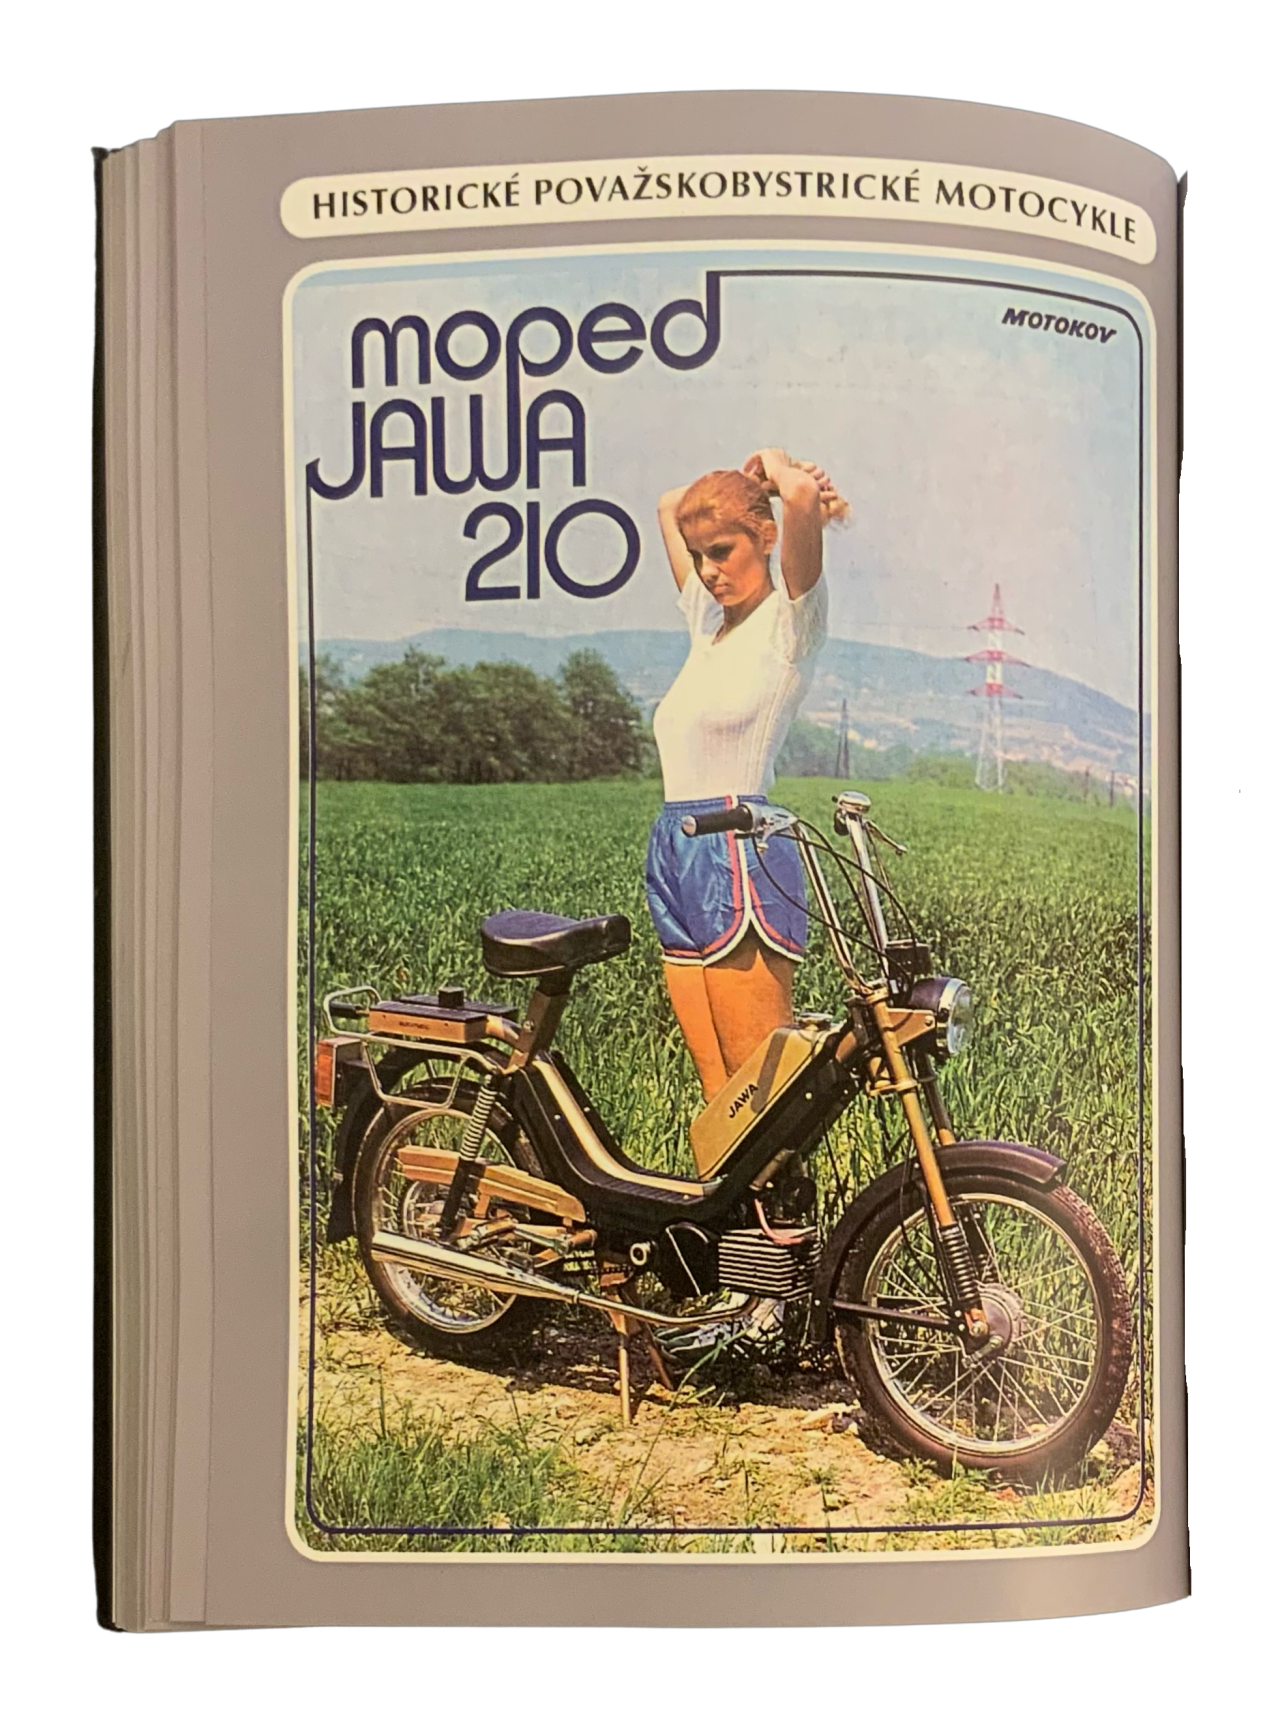 HISTORICKÉ POVAŽSKOBYSTRICKÉ MOTOCYKLE
MOTOKOV
moped
JAWA
210
JAWA